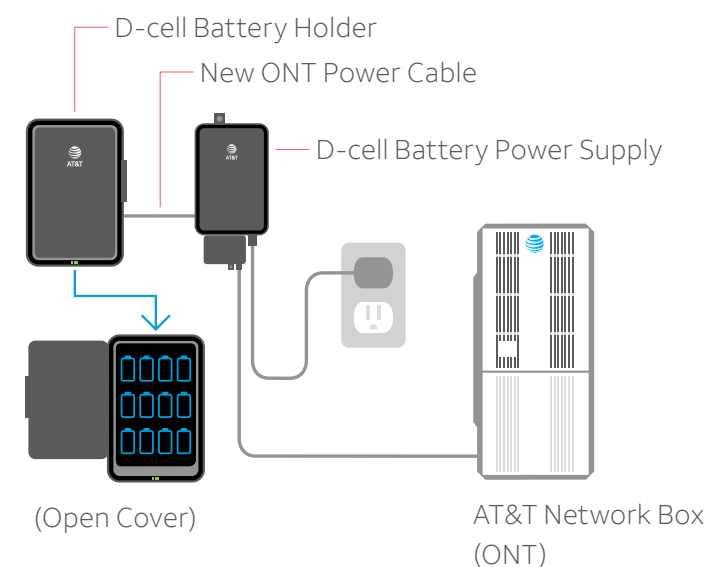 D-cell Battery Holder
New ONT Power Cable
D-cell Battery Power Supply
AT&T
AT&T
(Open Cover)
AT&T Network Box
(ONT)